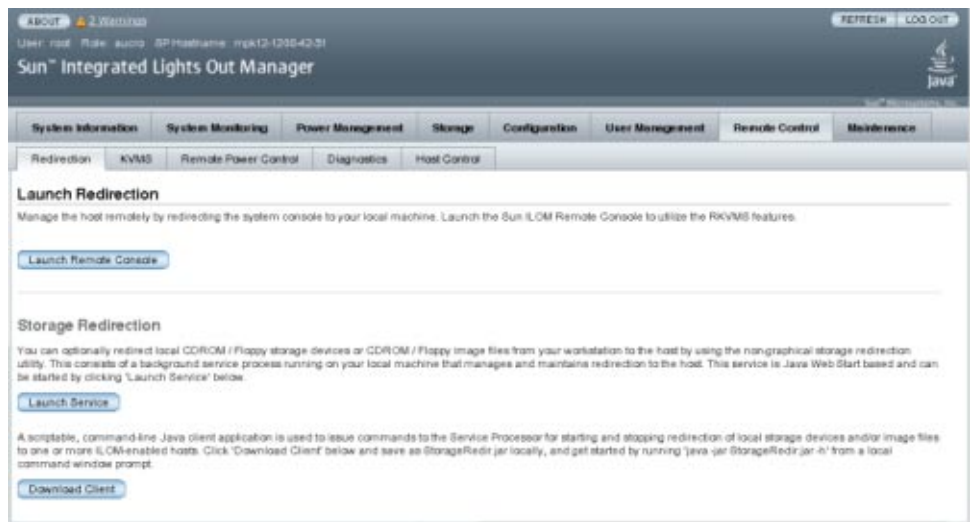 ABOUT 2 Warnings REFRESH LOG OUT
User: root Role: aucro SP Hostname:
Sun™ Integrated Lights Out Manager
Java
Sun™ Microsystems, Inc.
System Information System Monitoring Power Management Storage Configuration User Management Remote Control Maintenance
Redirection KVMS Remote Power Control Diagnostics Host Control
Launch Redirection
Manage the host remotely by redirecting the system console to your local machine. Launch the Sun ILOM Remote Console to utilize the RKVMS features.
Launch Remote Console
Storage Redirection
You can optionally redirect local CDROM / Floppy storage devices or CDROM / Floppy image files from your workstation to the host by using the non-graphical storage redirection
utility. This consists of a background service process running on your local machine that manages and maintains redirection to the host. This service is Java Web Start based and can
be started by clicking 'Launch Service' below.
Launch Service
A scriptable, command-line Java client application is used to issue commands to the Service Processor for starting and stopping redirection of local storage devices and/or image files
to one or more ILOM-enabled hosts. Click 'Download Client' below and save as StorageRedir.jar locally, and get started by running 'java -jar StorageRedir.jar -h' from a local
command window prompt.
Download Client